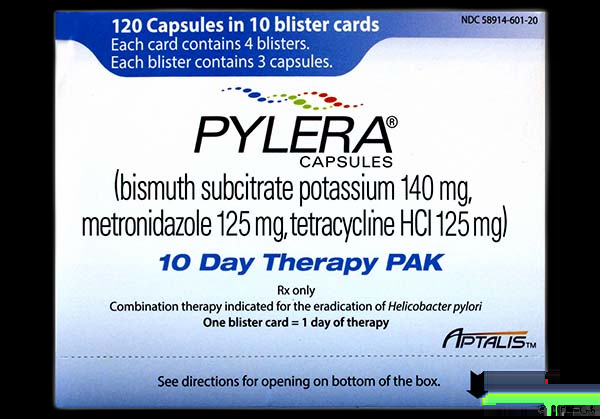 120 Capsules in 10 blister cards
NDC 58914-601-20
Each card contains 4 blisters.
Each blister contains 3 capsules.
PYLERA®
CAPSULES
(bismuth subcitrate potassium 140 mg,
metronidazole 125 mg, tetracycline HCl 125 mg)
10 Day Therapy PAK
Rx only
Combination therapy indicated for the eradication of Helicobacter pylori
One blister card = 1 day of therapy
APTALIS™
See directions for opening on bottom of the box.